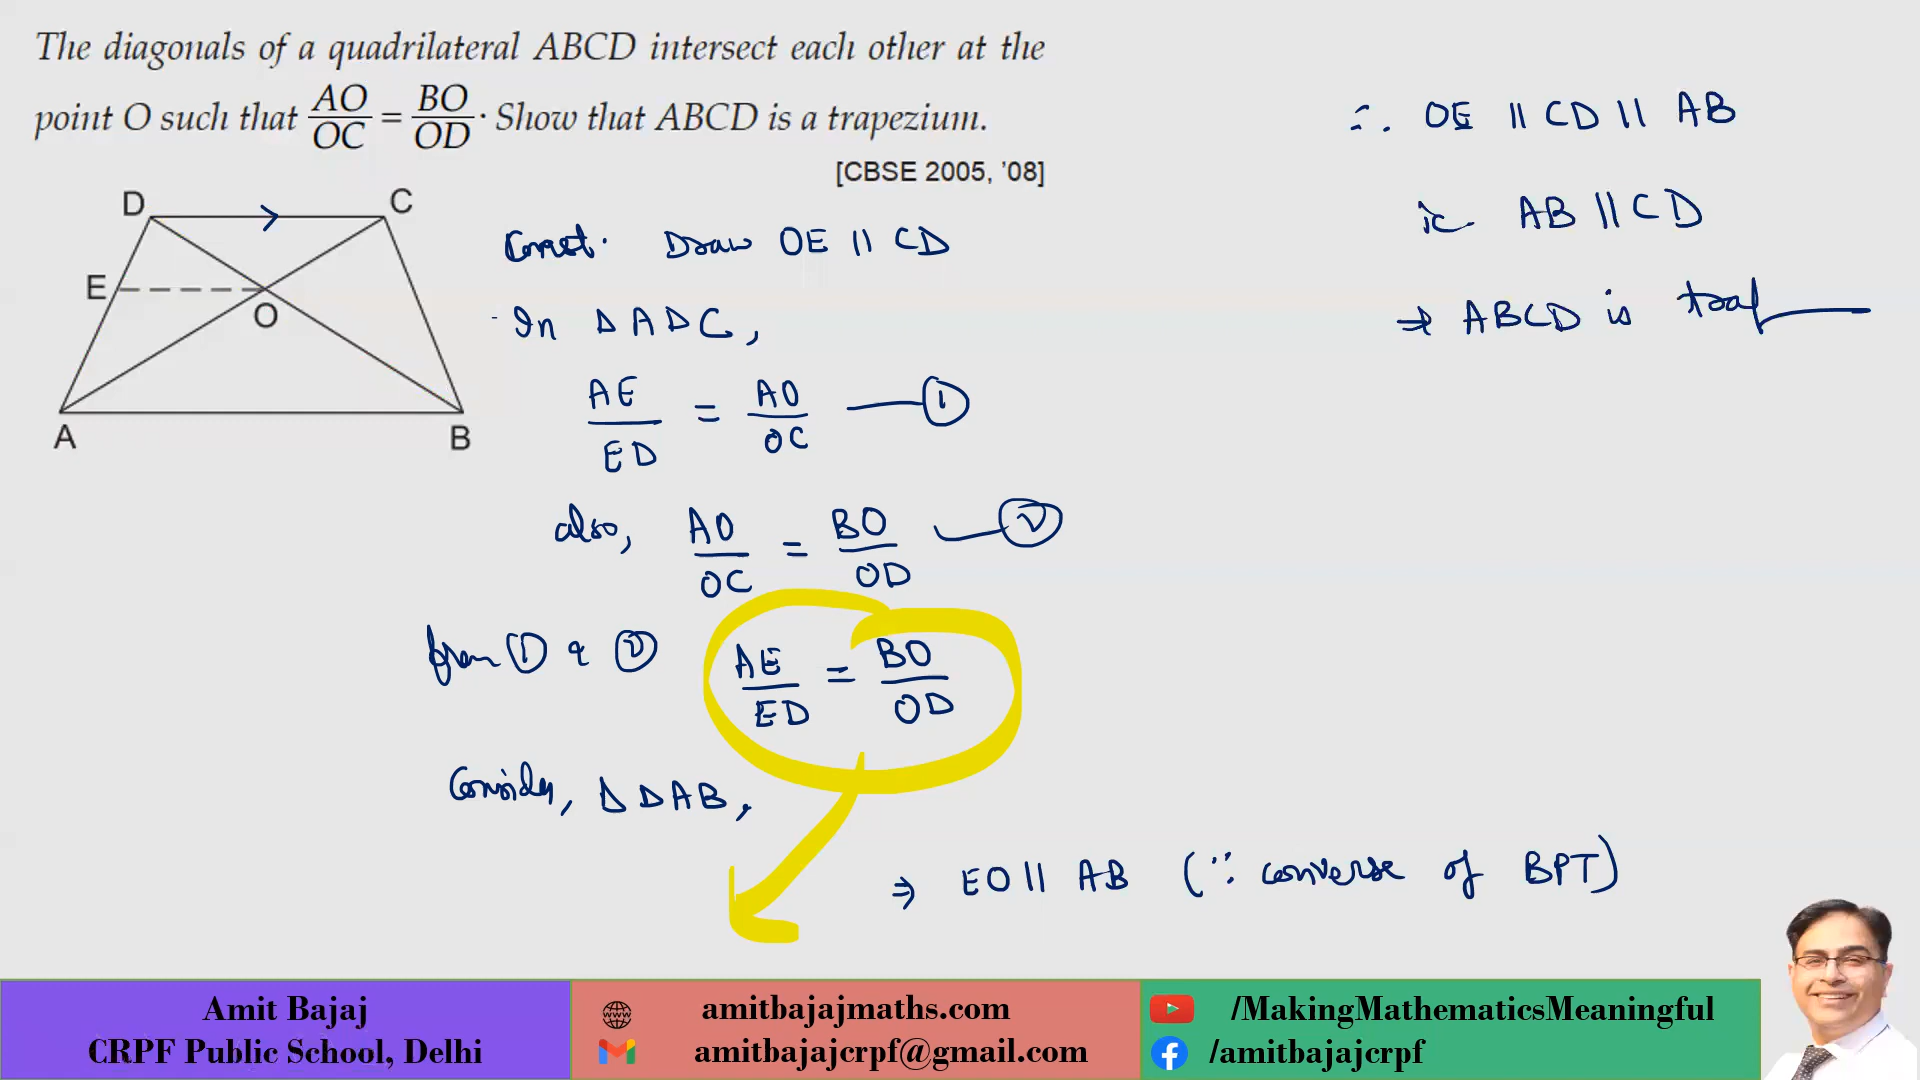 The diagonals of a quadrilateral ABCD intersect each other at the
point O such that AO/OC = BO/OD. Show that ABCD is a trapezium.
[CBSE 2005, '08]
D C
E
O
A B
Const. Draw OE || CD
In Δ ADC,
AE/ED = AO/OC —— ①
also, AO/OC = BO/OD —— ②
from ① & ② AE/ED = BO/OD
Consider, Δ DAB,
⇒ EO || AB (∵ converse of BPT)
∴ OE || CD || AB
ie AB || CD
⇒ ABCD is trap
Amit Bajaj
CRPF Public School, Delhi
www
amitbajajmaths.com
amitbajajcrpf@gmail.com
/MakingMathematicsMeaningful
/amitbajajcrpf